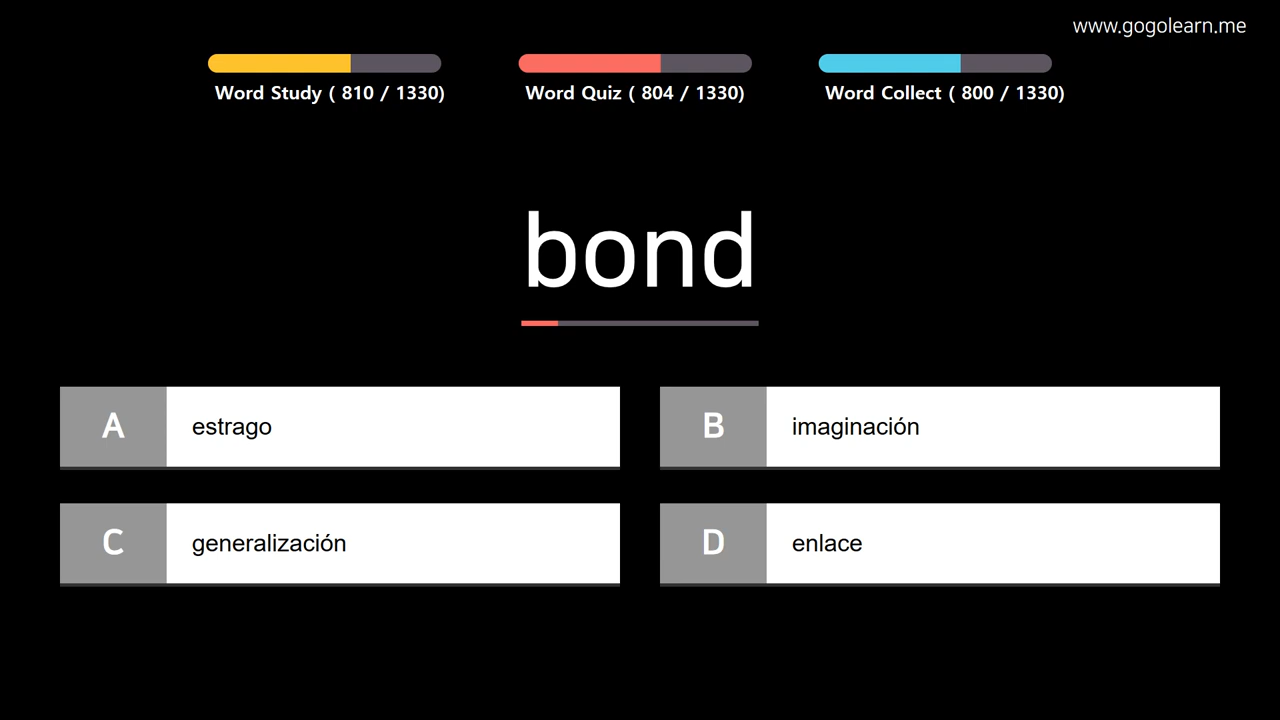 www.gogolearn.me
Word Study ( 810 / 1330)
Word Quiz ( 804 / 1330)
Word Collect ( 800 / 1330)
bond
A estrago
B imaginación
C generalización
D enlace